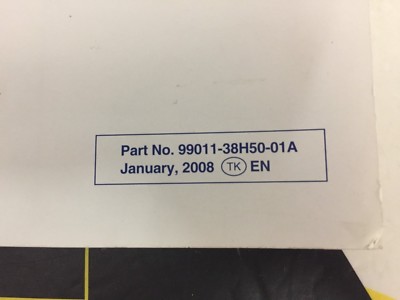 Part No. 99011-38H50-01A
January, 2008 TK EN